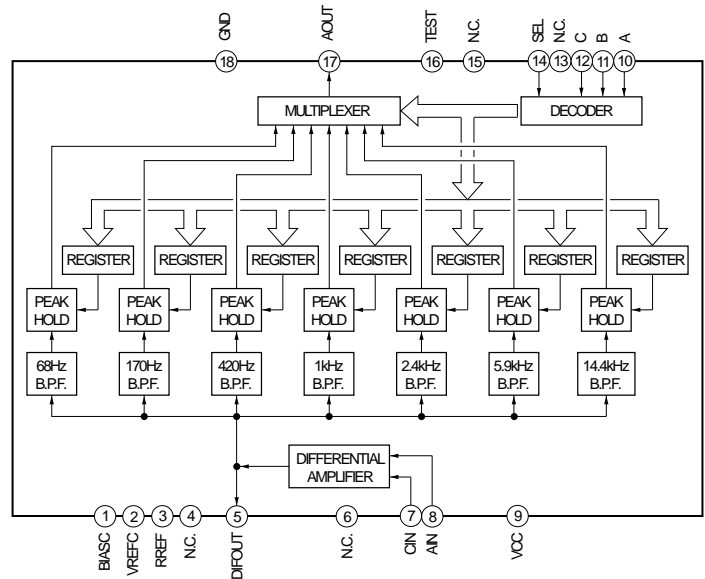 GND
AOUT
TEST
N.C.
SEL
N.C.
C
B
A
18
17
16
15
14
13
12
11
10
MULTIPLEXER
DECODER
REGISTER
REGISTER
REGISTER
REGISTER
REGISTER
REGISTER
REGISTER
PEAK
HOLD
PEAK
HOLD
PEAK
HOLD
PEAK
HOLD
PEAK
HOLD
PEAK
HOLD
PEAK
HOLD
68Hz
B.P.F.
170Hz
B.P.F.
420Hz
B.P.F.
1kHz
B.P.F.
2.4kHz
B.P.F.
5.9kHz
B.P.F.
14.4kHz
B.P.F.
DIFFERENTIAL
AMPLIFIER
1
2
3
4
5
6
7
8
9
BIASC
VREFC
RREF
N.C.
DIFOUT
N.C.
CIN
AIN
VCC